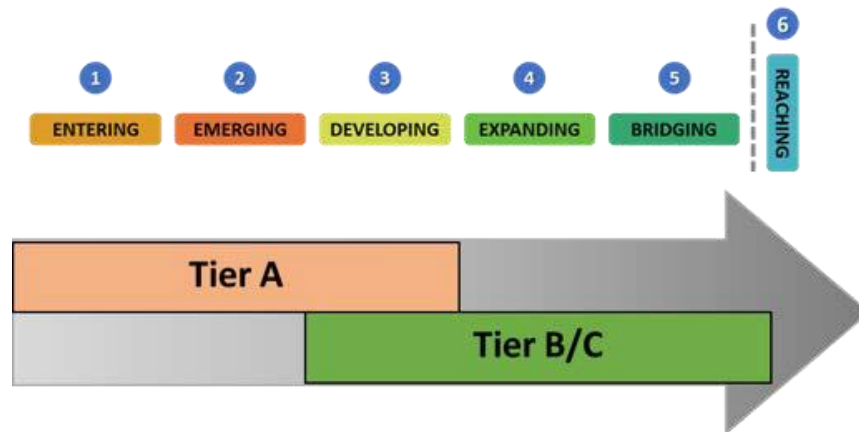 6
1 2 3 4 5
REACHING
ENTERING EMERGING DEVELOPING EXPANDING BRIDGING
Tier A
Tier B/C